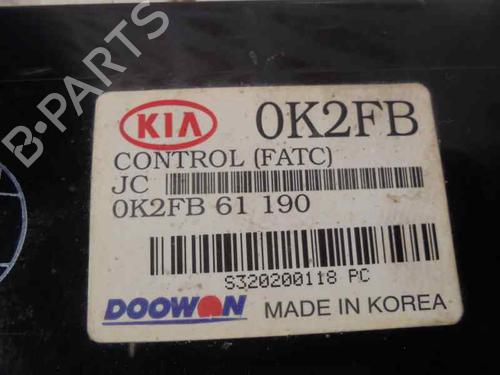 B-PARTS
KIA 0K2FB
CONTROL (FATC)
JC
0K2FB 61 190
S320200118 PC
DOOWON MADE IN KOREA